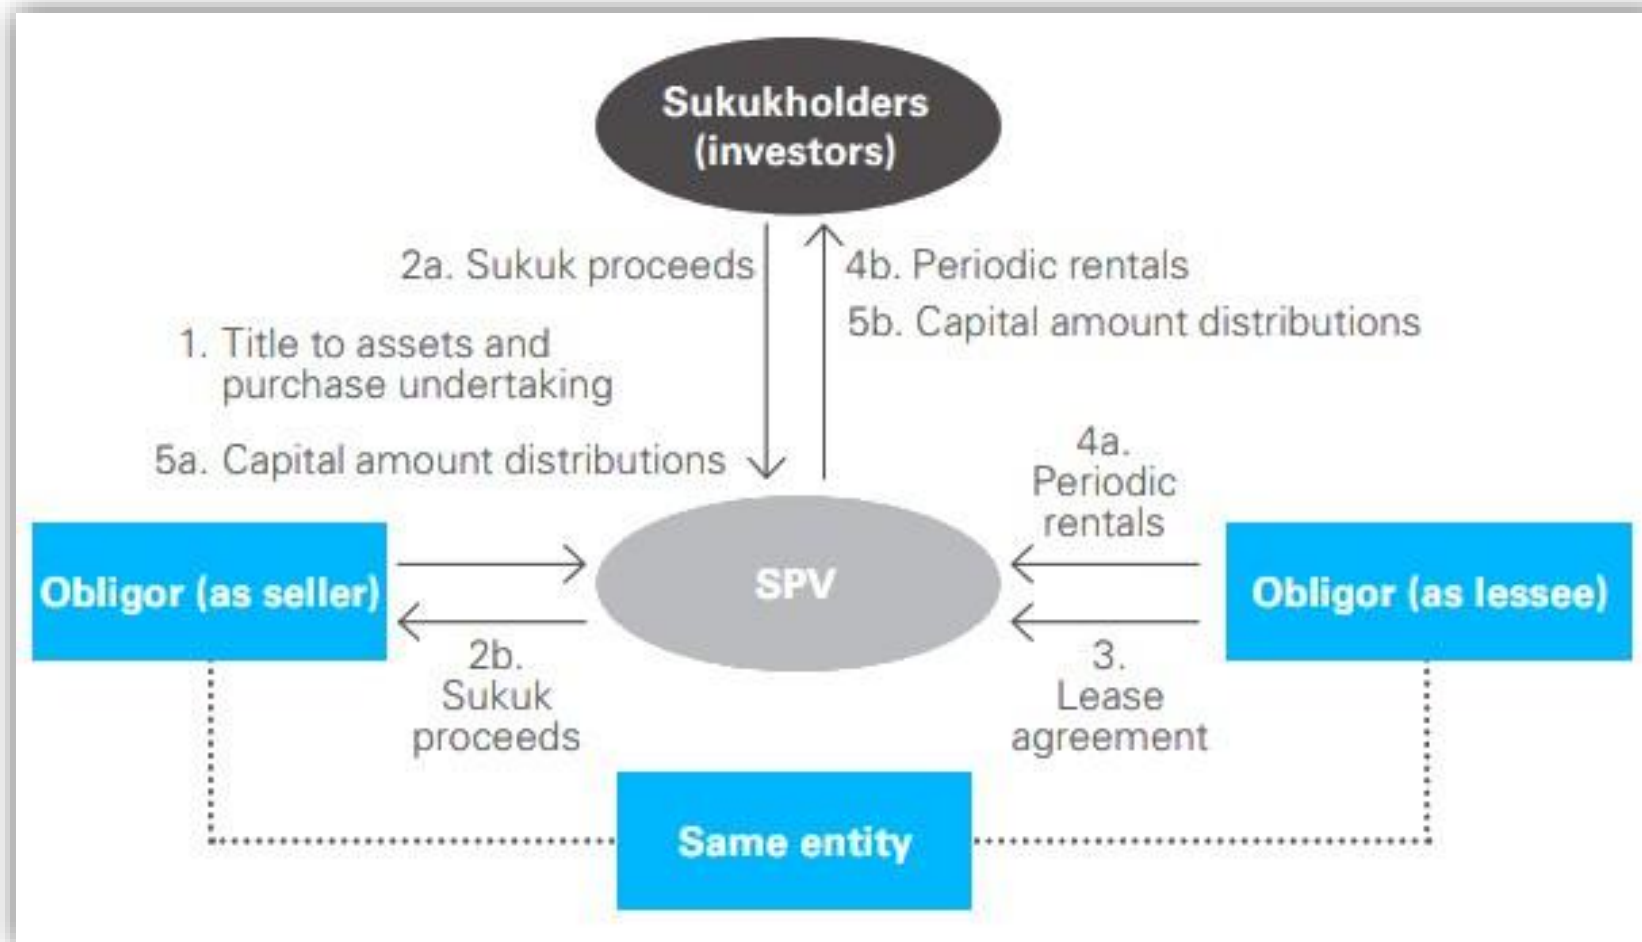 Sukukholders
(investors)
2a. Sukuk proceeds
4b. Periodic rentals
5b. Capital amount distributions
1. Title to assets and
purchase undertaking
5a. Capital amount distributions
4a.
Periodic
rentals
Obligor (as seller)
SPV
Obligor (as lessee)
2b.
Sukuk
proceeds
3.
Lease
agreement
Same entity